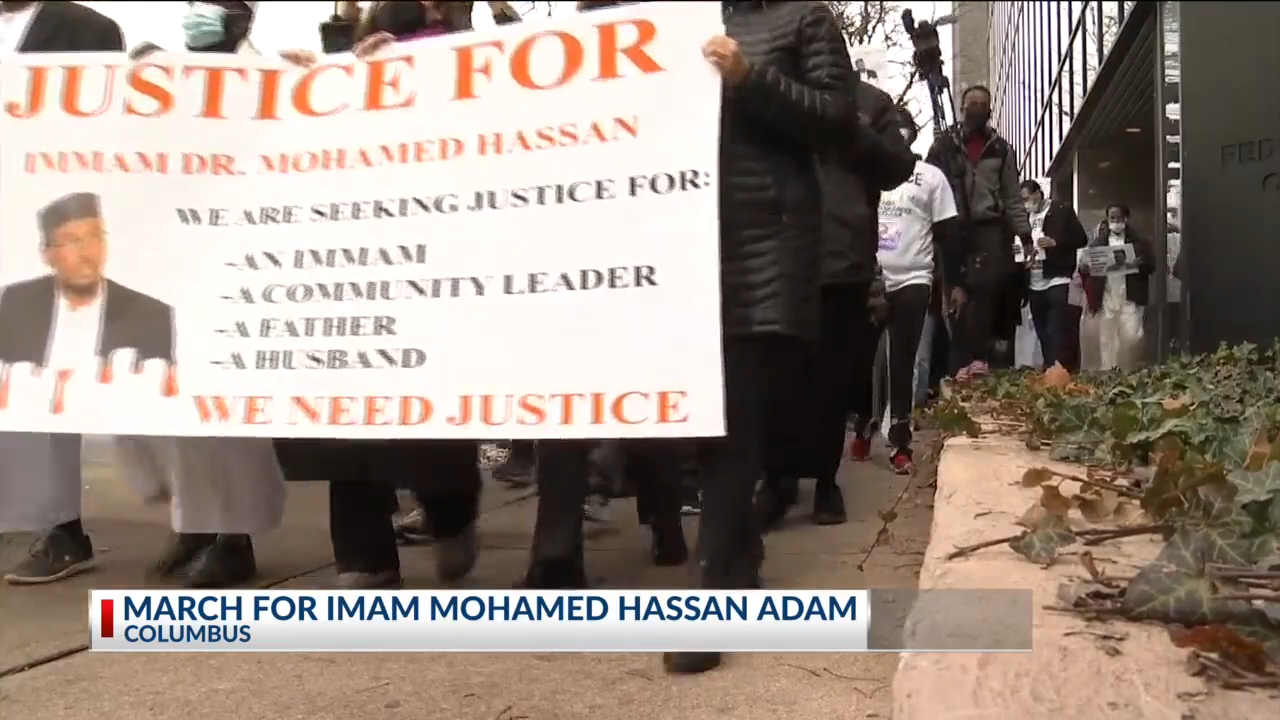 JUSTICE FOR
IMMAM DR. MOHAMED HASSAN
WE ARE SEEKING JUSTICE FOR:
-AN IMMAM
-A COMMUNITY LEADER
-A FATHER
-A HUSBAND
WE NEED JUSTICE
FED
MARCH FOR IMAM MOHAMED HASSAN ADAM
COLUMBUS